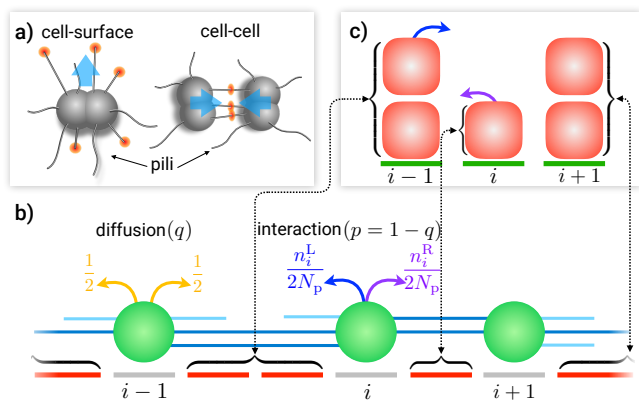 a)
cell-surface
cell-cell
pili
c)
i − 1
i
i + 1
b)
diffusion(q)
interaction(p = 1 − q)
1/2
1/2
n_i^L/2N_p
n_i^R/2N_p
i − 1
i
i + 1